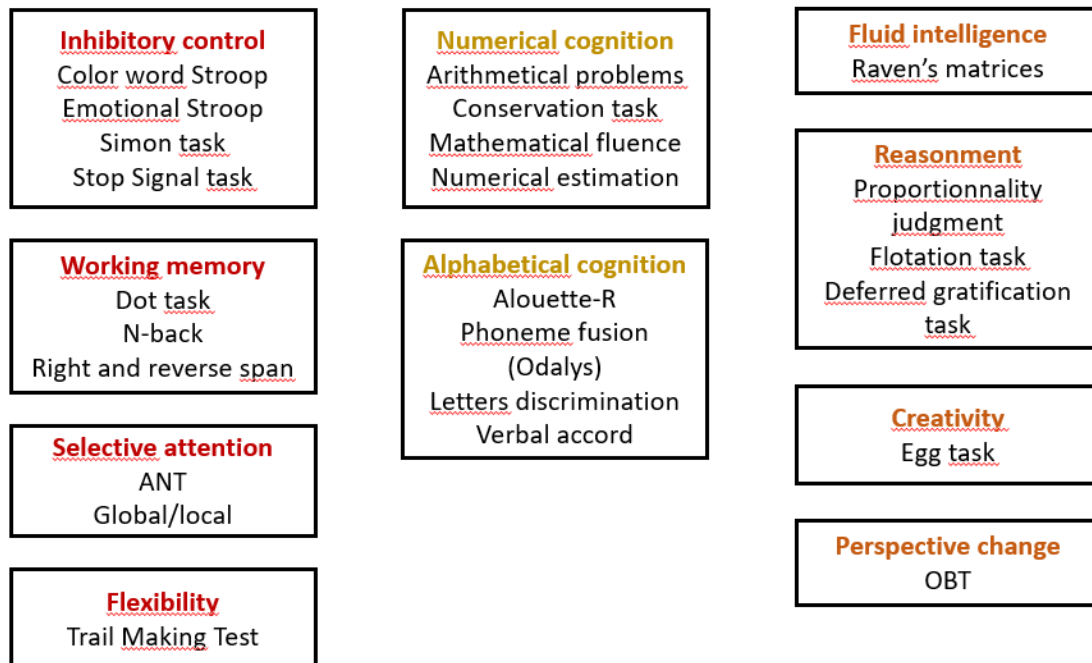 Inhibitory control
Color word Stroop
Emotional Stroop
Simon task
Stop Signal task
Working memory
Dot task
N-back
Right and reverse span
Selective attention
ANT
Global/local
Flexibility
Trail Making Test
Numerical cognition
Arithmetical problems
Conservation task
Mathematical fluence
Numerical estimation
Alphabetical cognition
Alouette-R
Phoneme fusion
(Odalys)
Letters discrimination
Verbal accord
Fluid intelligence
Raven’s matrices
Reasonment
Proportionnality
judgment
Flotation task
Deferred gratification
task
Creativity
Egg task
Perspective change
OBT